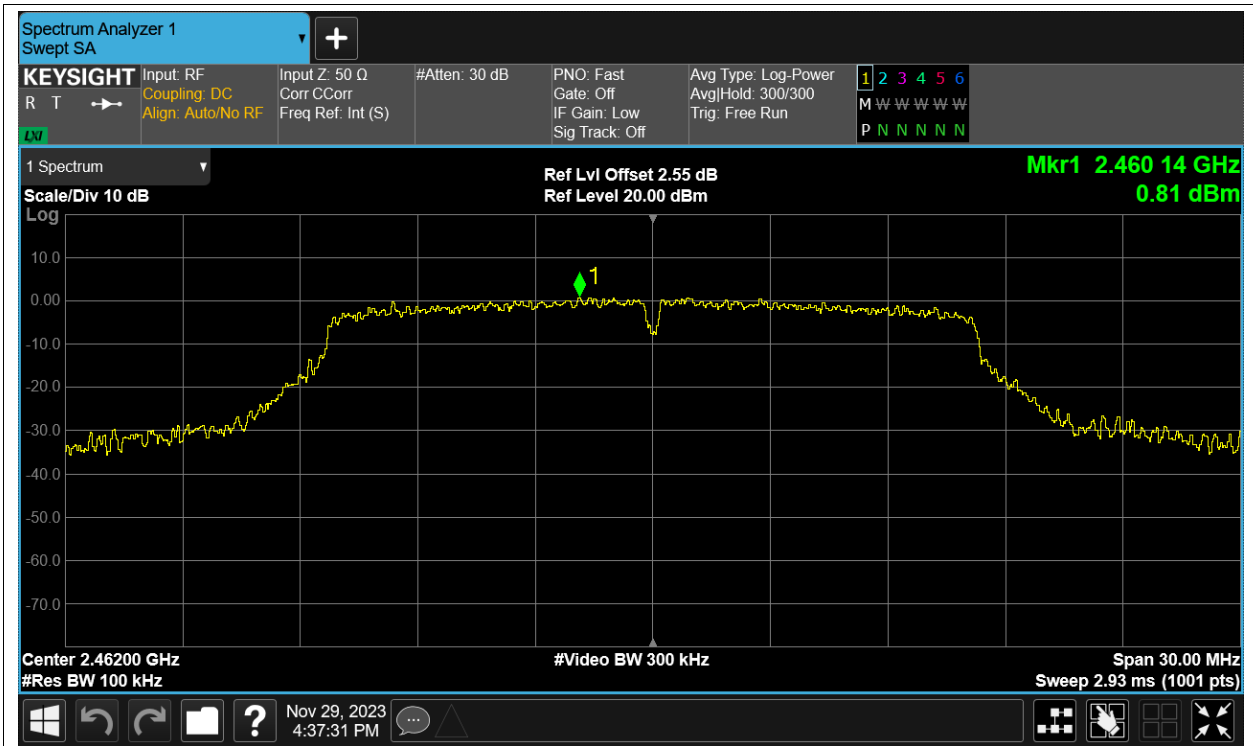 Spectrum Analyzer 1
Swept SA
KEYSIGHT
R T
LXI
Input: RF
Coupling: DC
Align: Auto/No RF
Input Z: 50 Ω
Corr CCorr
Freq Ref: Int (S)
#Atten: 30 dB
PNO: Fast
Gate: Off
IF Gain: Low
Sig Track: Off
Avg Type: Log-Power
Avg|Hold: 300/300
Trig: Free Run
1 2 3 4 5 6
M W W W W W
P N N N N N
1 Spectrum
Scale/Div 10 dB
Log
Ref Lvl Offset 2.55 dB
Ref Level 20.00 dBm
Mkr1 2.460 14 GHz
0.81 dBm
1
10.0
0.00
-10.0
-20.0
-30.0
-40.0
-50.0
-60.0
-70.0
Center 2.46200 GHz
#Res BW 100 kHz
#Video BW 300 kHz
Span 30.00 MHz
Sweep 2.93 ms (1001 pts)
?
Nov 29, 2023
4:37:31 PM